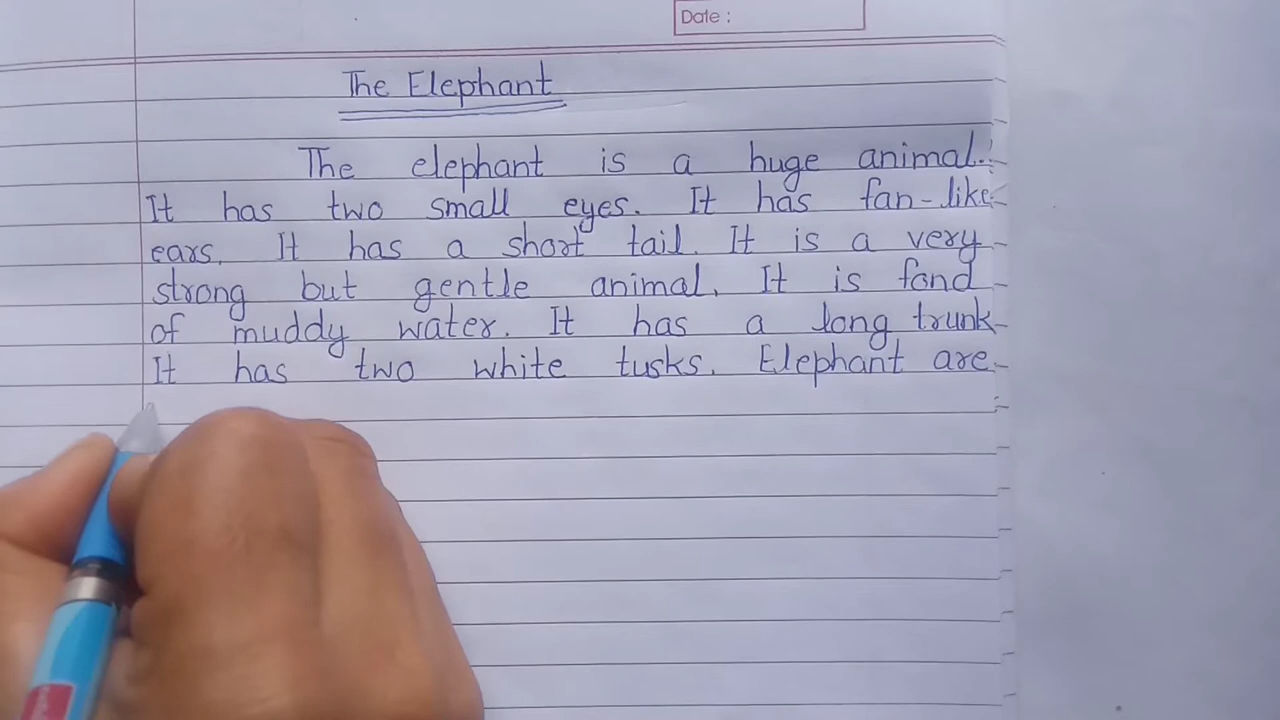 Date :
The Elephant
The elephant is a huge animal.
It has two small eyes. It has fan-like
ears. It has a short tail. It is a very
strong but gentle animal. It is fond
of muddy water. It has a long trunk
It has two white tusks. Elephant are